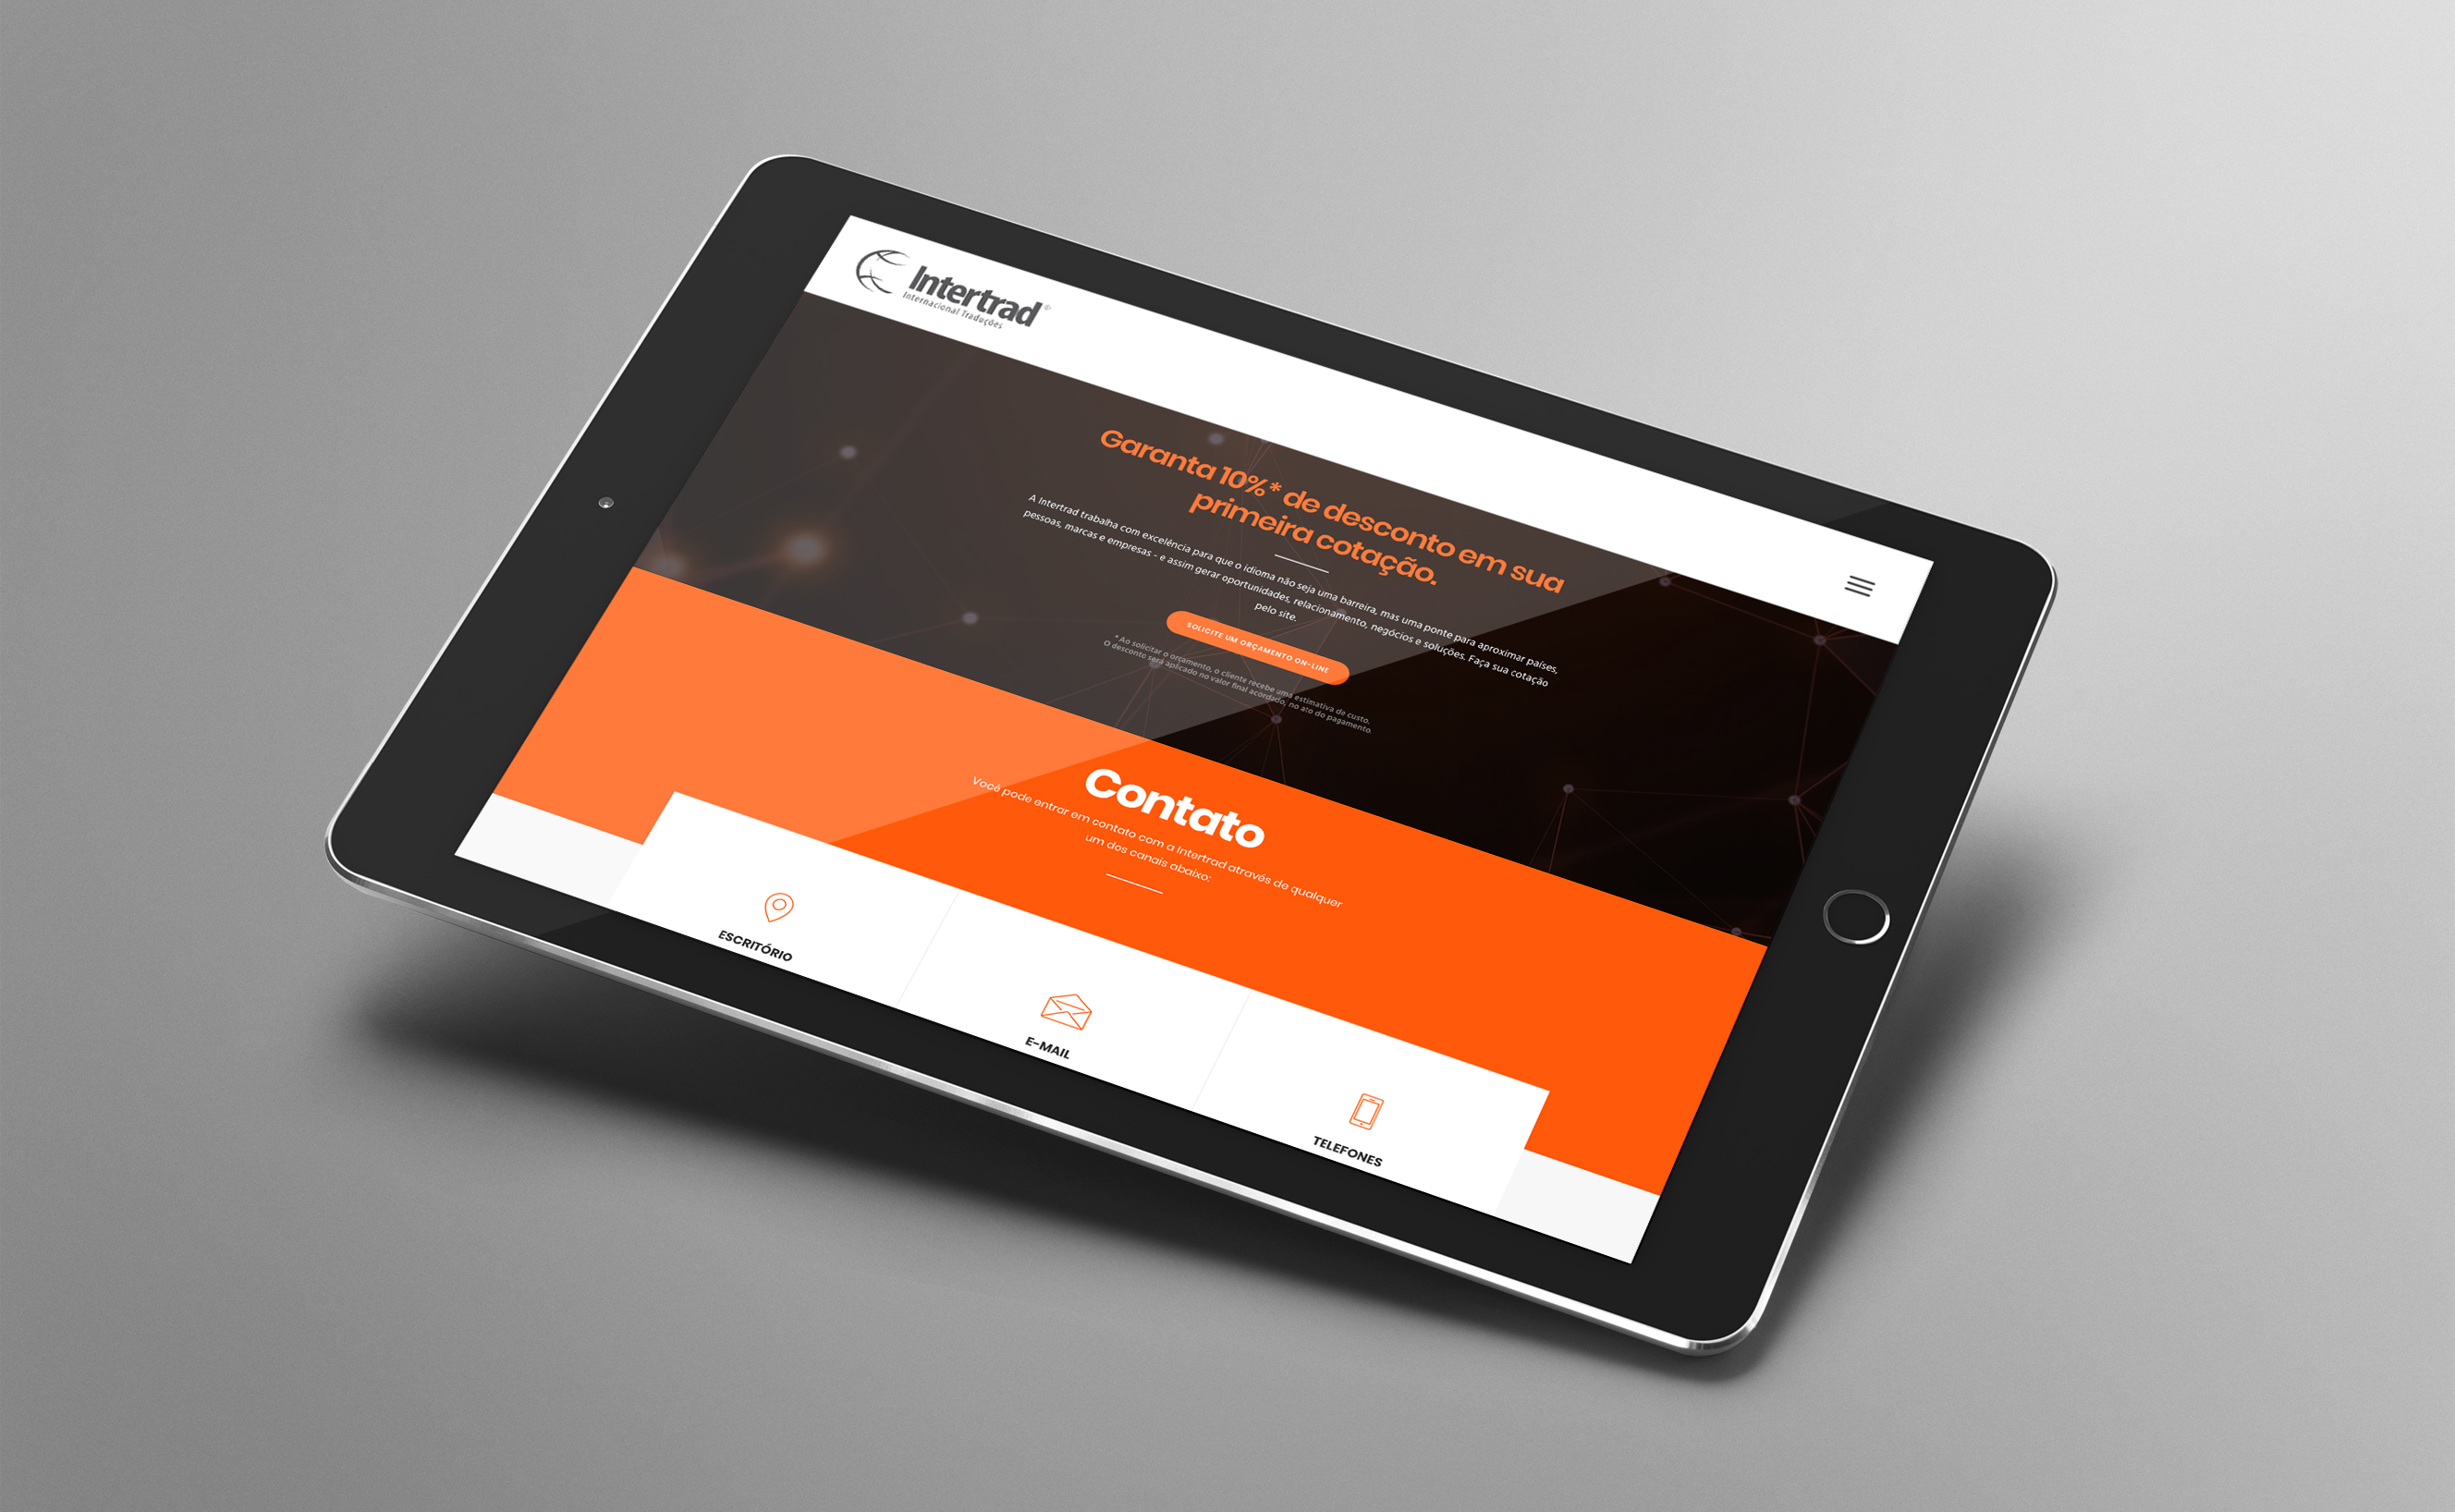 Intertrad®
Internacional Traduções
Garanta 10%* de desconto em sua
primeira cotação.
A Intertrad trabalha com excelência para que o idioma não seja uma barreira, mas uma ponte para aproximar países,
pessoas, marcas e empresas - e assim gerar oportunidades, relacionamento, negócios e soluções. Faça sua cotação
pelo site.
SOLICITE UM ORÇAMENTO ON-LINE
* Ao solicitar o orçamento, o cliente recebe uma estimativa de custo.
O desconto será aplicado no valor final acordado, no ato do pagamento.
Contato
Você pode entrar em contato com a Intertrad através de qualquer
um dos canais abaixo:
ESCRITÓRIO
E-MAIL
TELEFONES